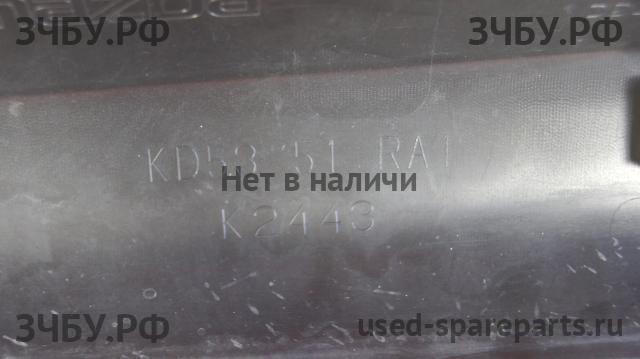 ЗЧБУ.РФ
ЗЧБУ.РФ
KD53 51 RA1
Нет в наличи
K2443
ЗЧБУ.РФ
used-spareparts.ru